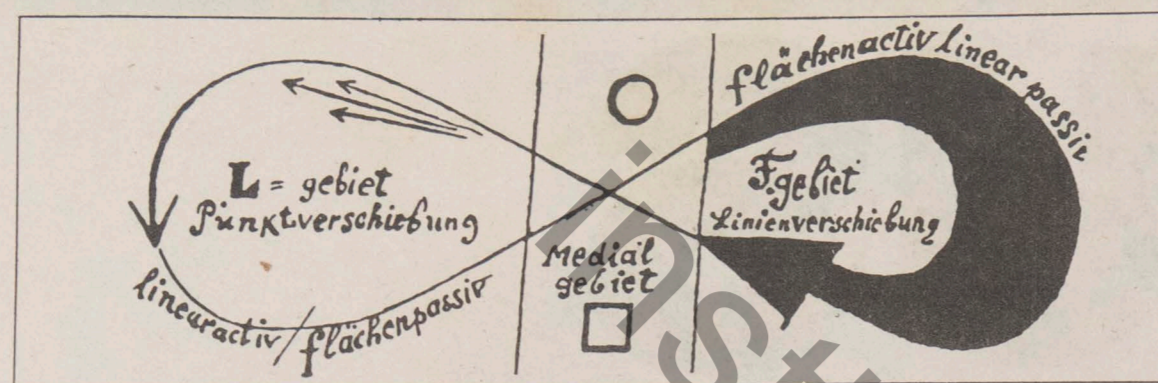 L = gebiet
Punktverschiebung
linearactiv/flächenpassiv
Medial
gebiet
flächenactiv linear passiv
F. gebiet
Linienverschiebung